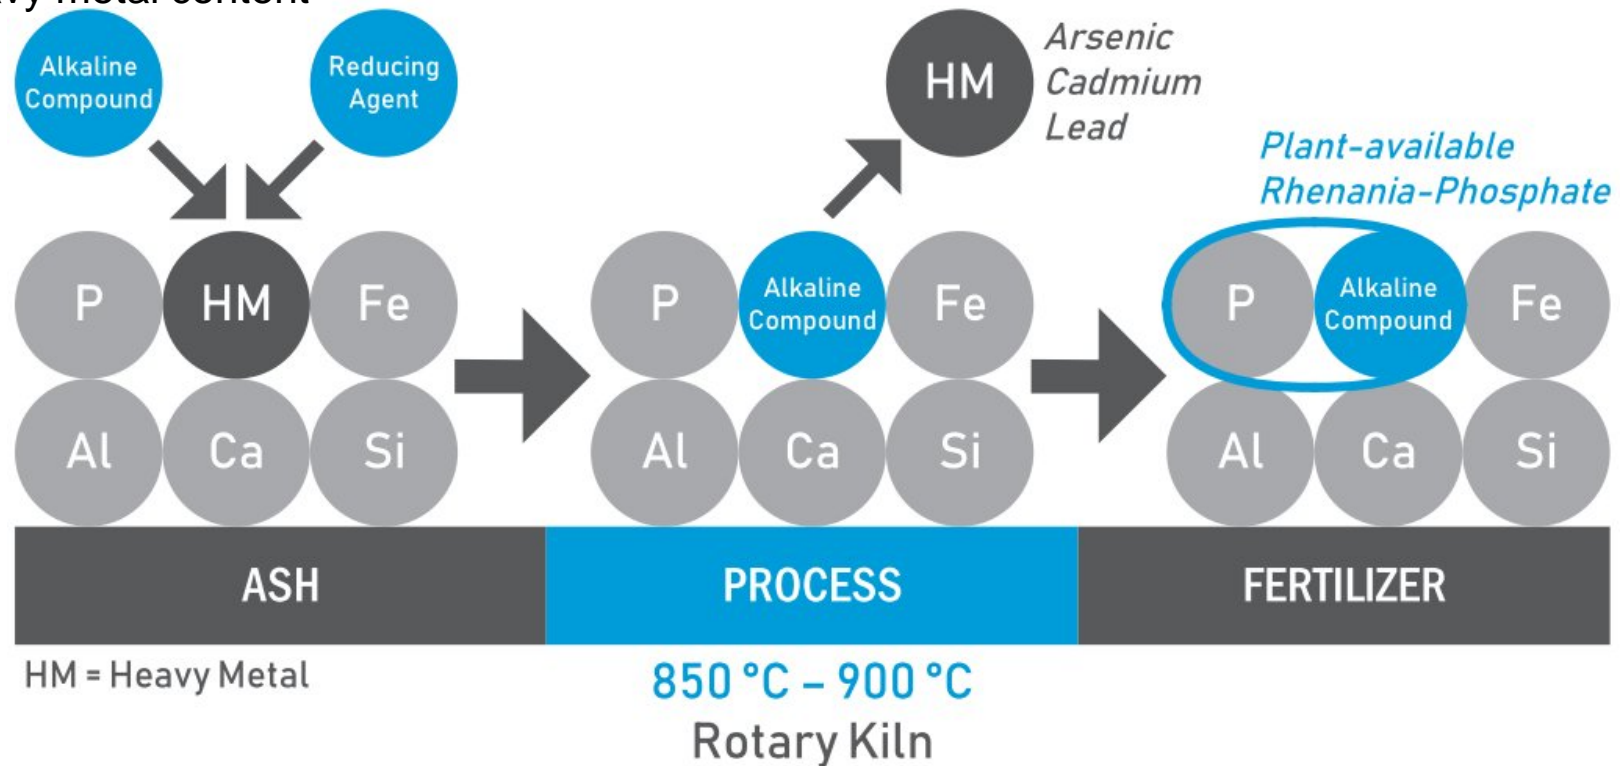 metal content
Alkaline
Compound
Reducing
Agent
HM
Arsenic
Cadmium
Lead
Plant-available
Rhenania-Phosphate
P
HM
Fe
P
Alkaline
Compound
Fe
P
Alkaline
Compound
Fe
Al
Ca
Si
Al
Ca
Si
Al
Ca
Si
ASH
PROCESS
FERTILIZER
HM = Heavy Metal
850 °C – 900 °C
Rotary Kiln